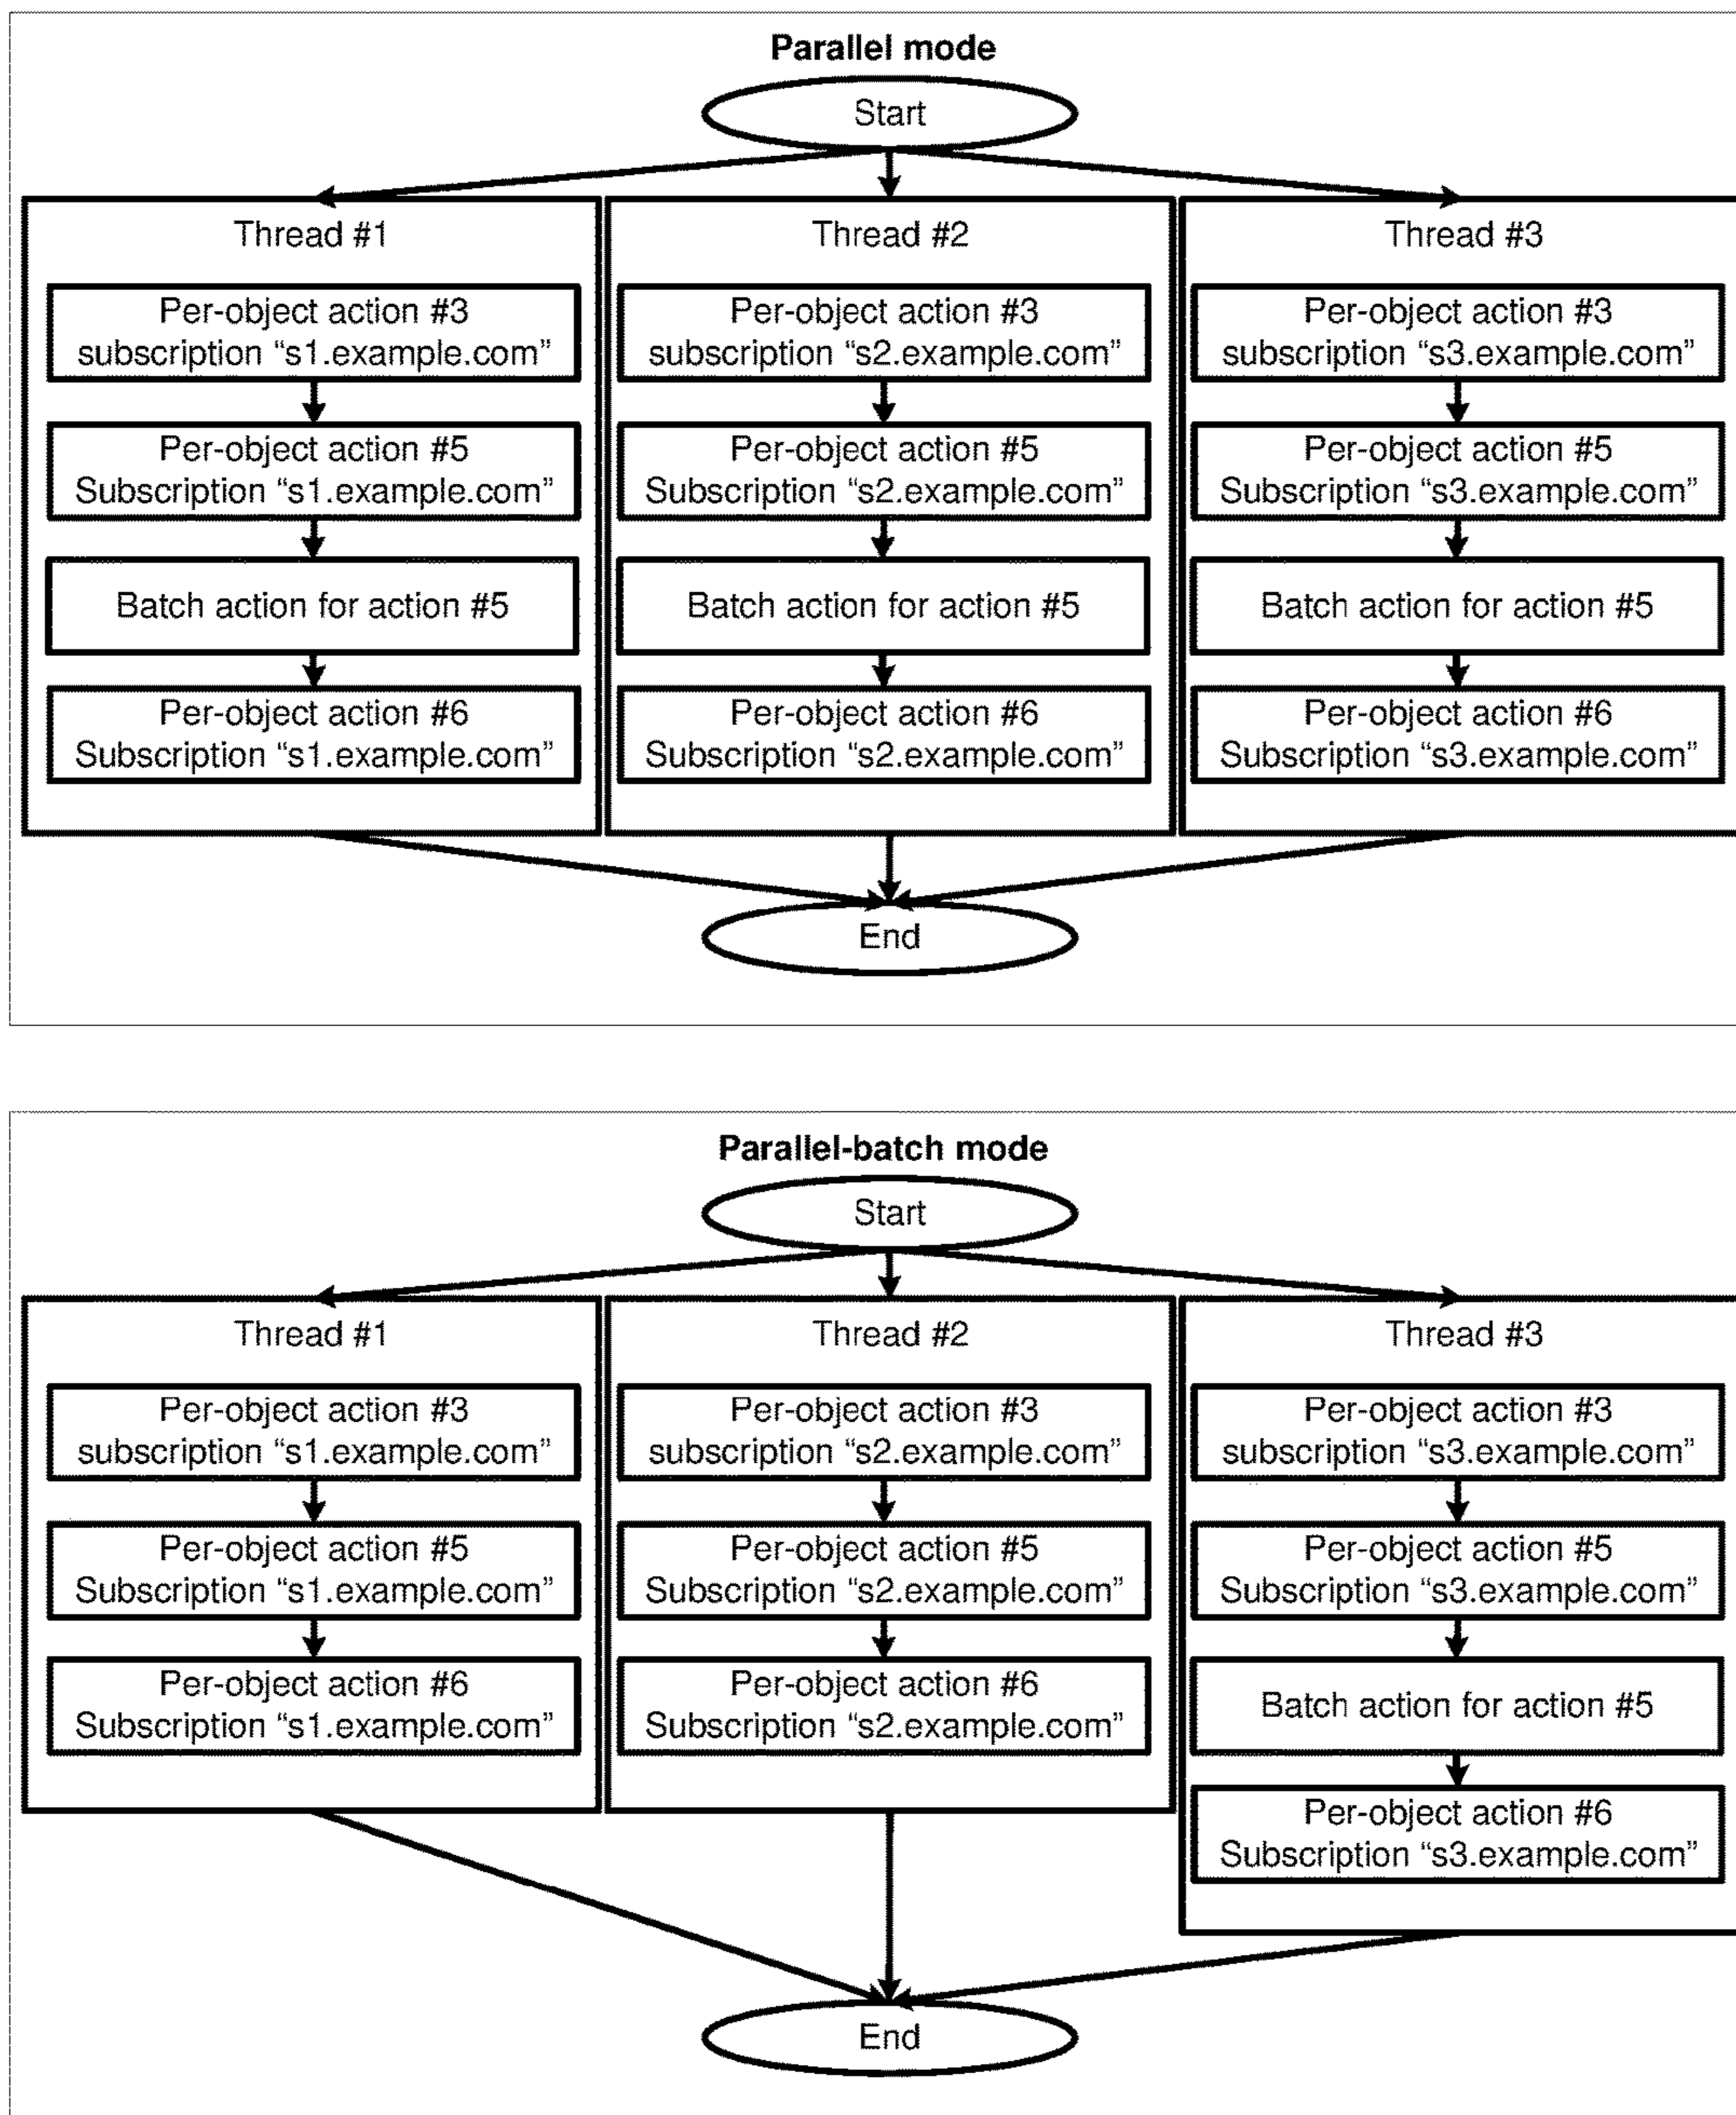 Parallel mode
Start
Thread #1
Per-object action #3
subscription “s1.example.com”
Per-object action #5
Subscription “s1.example.com”
Batch action for action #5
Per-object action #6
Subscription “s1.example.com”
Thread #2
Per-object action #3
subscription “s2.example.com”
Per-object action #5
Subscription “s2.example.com”
Batch action for action #5
Per-object action #6
Subscription “s2.example.com”
Thread #3
Per-object action #3
subscription “s3.example.com”
Per-object action #5
Subscription “s3.example.com”
Batch action for action #5
Per-object action #6
Subscription “s3.example.com”
End
Parallel-batch mode
Start
Thread #1
Per-object action #3
subscription “s1.example.com”
Per-object action #5
Subscription “s1.example.com”
Per-object action #6
Subscription “s1.example.com”
Thread #2
Per-object action #3
subscription “s2.example.com”
Per-object action #5
Subscription “s2.example.com”
Per-object action #6
Subscription “s2.example.com”
Thread #3
Per-object action #3
subscription “s3.example.com”
Per-object action #5
Subscription “s3.example.com”
Batch action for action #5
Per-object action #6
Subscription “s3.example.com”
End